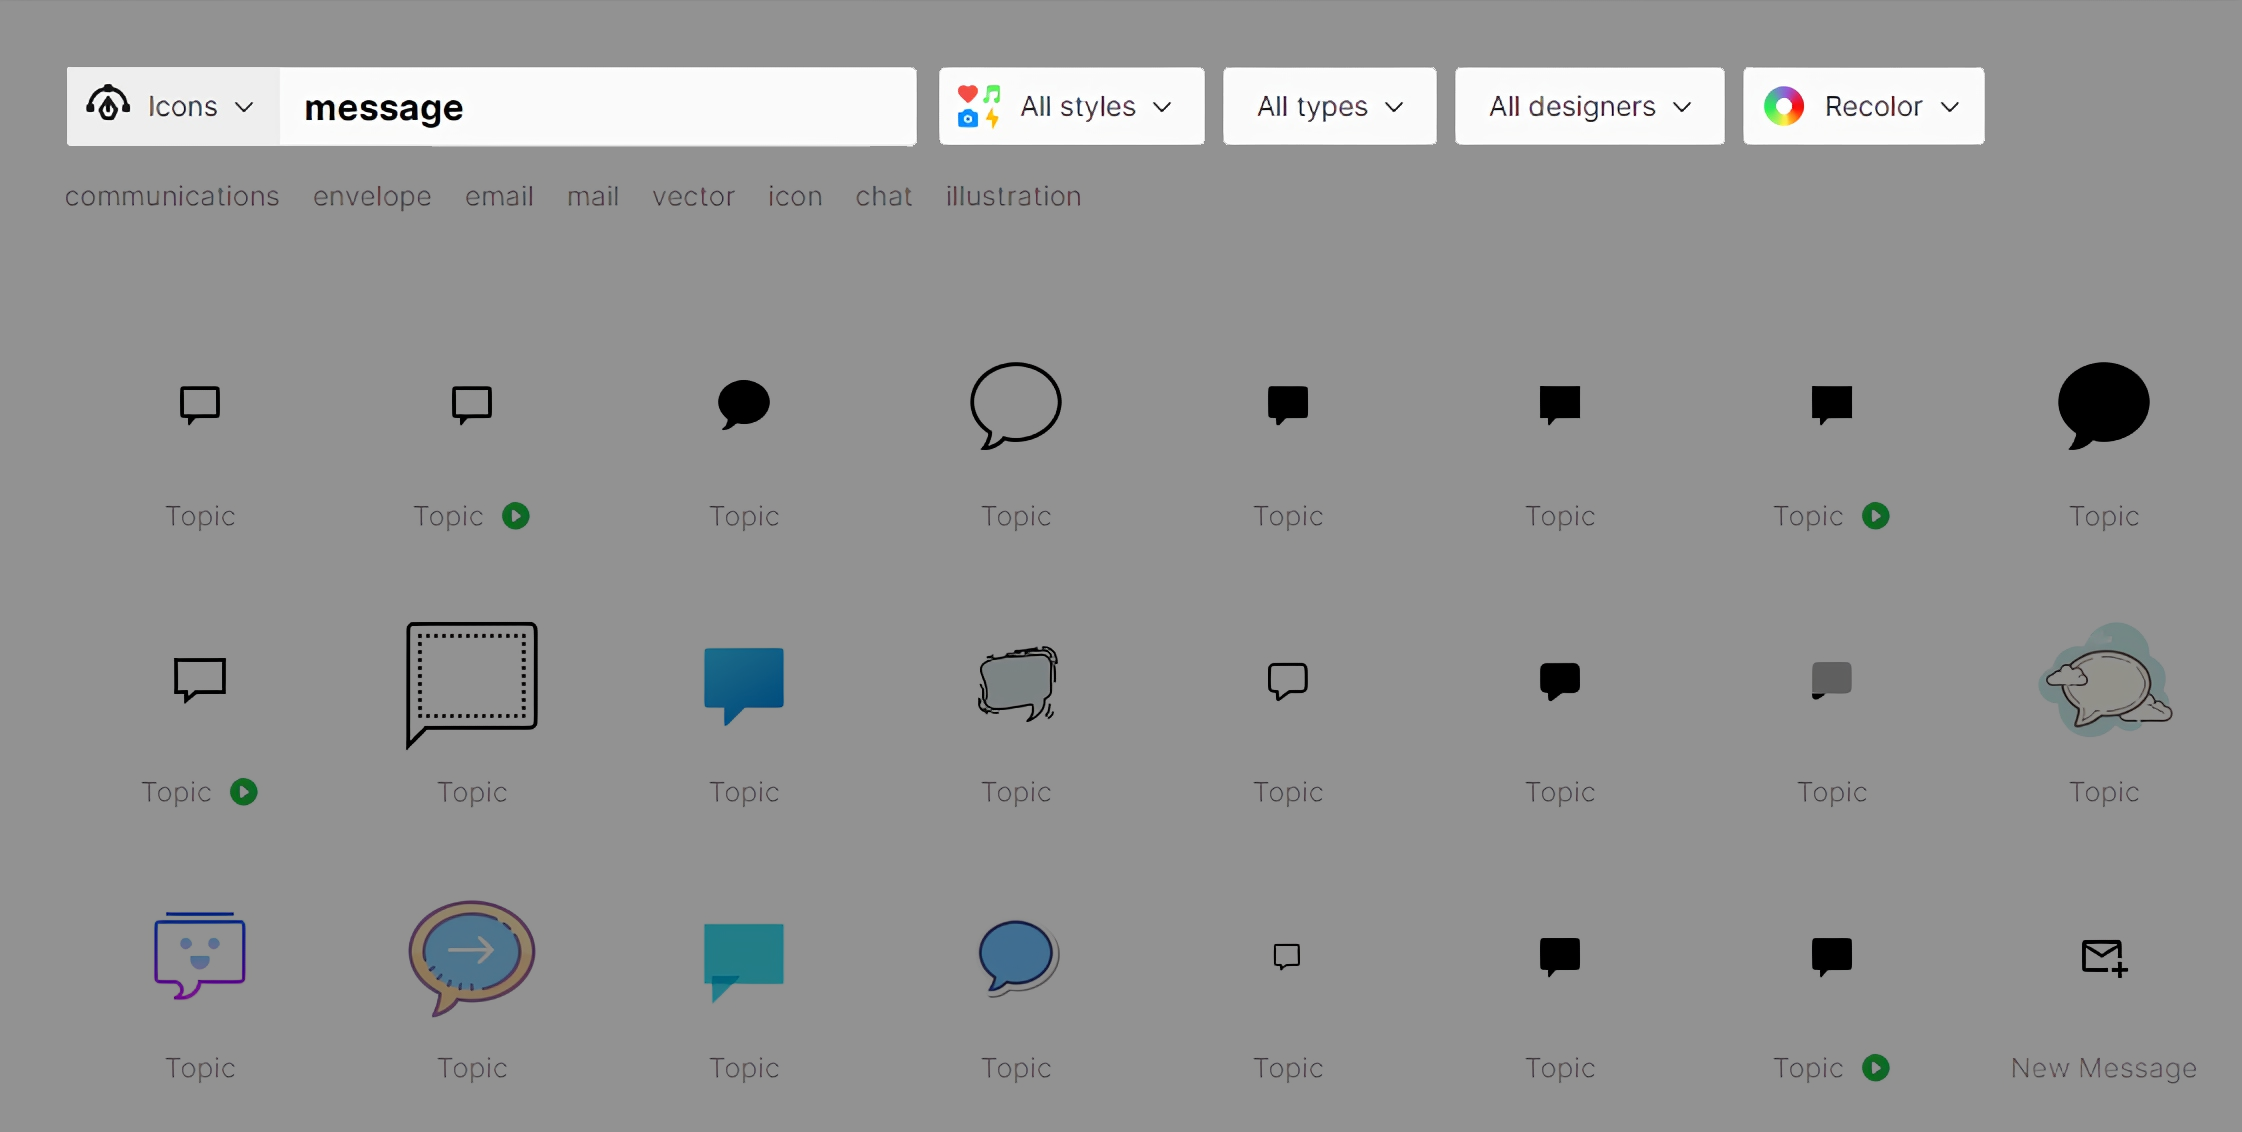 Icons message All styles All types All designers Recolor
communications envelope email mail vector icon chat illustration
Topic Topic Topic Topic Topic Topic Topic Topic
Topic Topic Topic Topic Topic Topic Topic Topic
Topic Topic Topic Topic Topic Topic Topic New Message